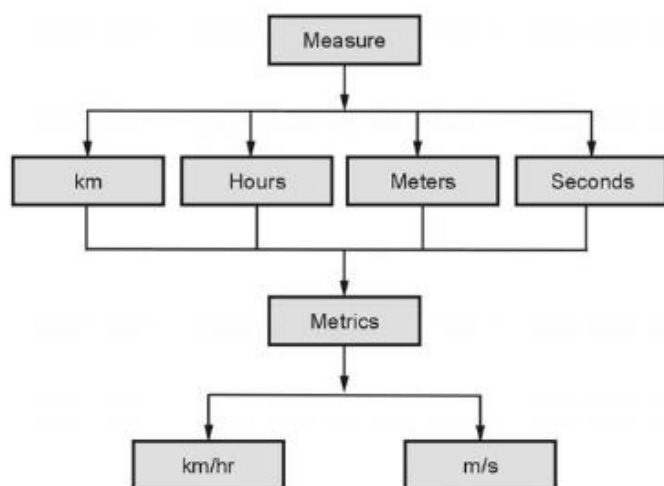 Measure
km
Hours
Meters
Seconds
Metrics
km/hr
m/s